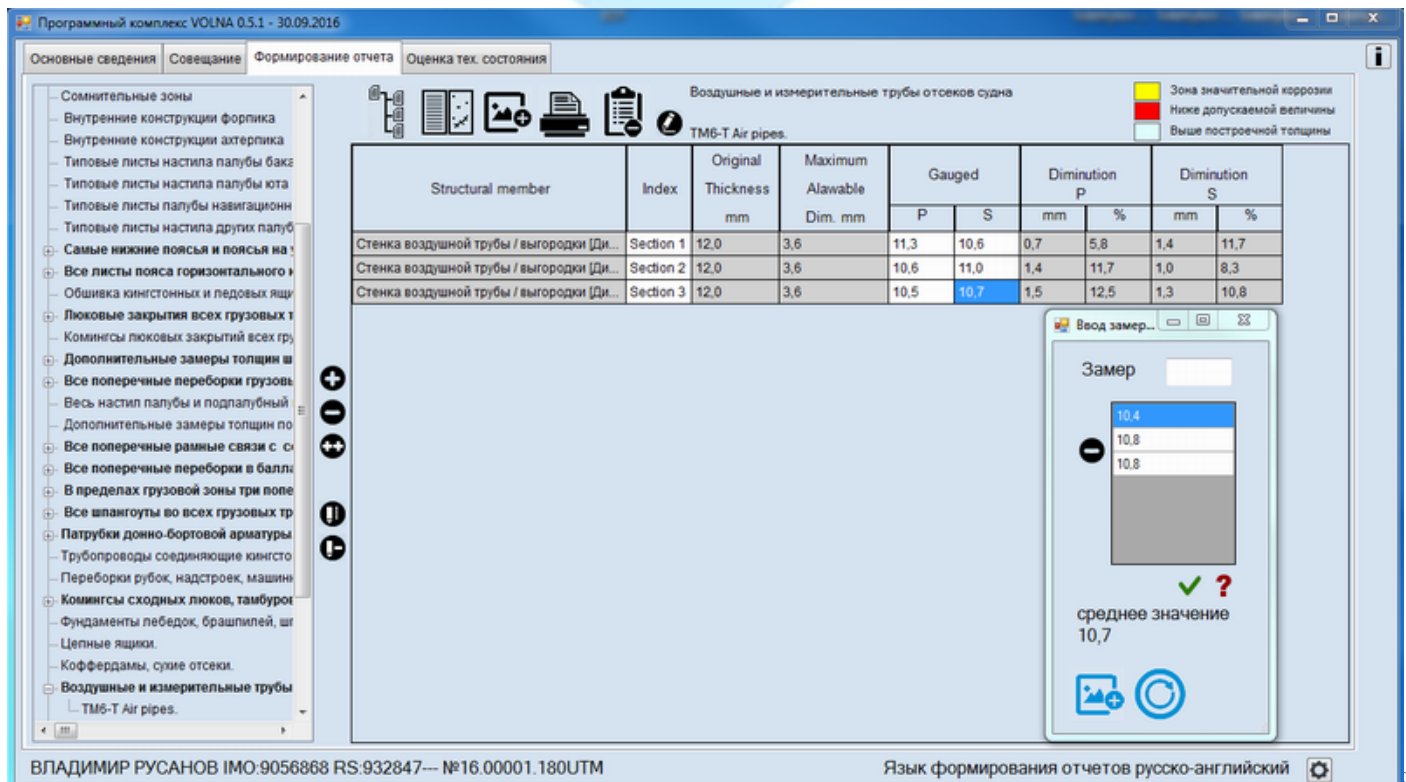 Программный комплекс VOLNA 0.5.1 - 30.09.2016
Основные сведения Совещание Формирование отчета Оценка тех. состояния
Сомнительные зоны
Внутренние конструкции форпика
Внутренние конструкции ахтерпика
Типовые листы настила палубы бака
Типовые листы настила палубы юта
Типовые листы палубы навигационн
Типовые листы настила других палуб
Самые нижние поясья и поясья на
Все листы пояса горизонтального
Обшивка кингстонных и ледовых ящи
Люковые закрытия всех грузовых т
Комингсы люковых закрытий всех гру
Дополнительные замеры толщин ш
Все поперечные переборки грузовы
Весь настил палубы и подпалубный
Дополнительные замеры толщин по
Все поперечные рамные связи с
Все поперечные переборки в балла
В пределах грузовой зоны три попе
Все шпангоуты во всех грузовых тр
Патрубки донно-бортовой арматуры
Трубопроводы соединяющие кингсто
Переборки рубок, надстроек, машин
Комингсы сходных люков, тамбуров
Фундаменты лебедок, брашпилей, шг
Цепные ящики.
Коффердамы, сухие отсеки.
Воздушные и измерительные трубы
TM6-T Air pipes.
Воздушные и измерительные трубы отсеков судна
TM6-T Air pipes.
Зона значительной коррозии
Ниже допускаемой величины
Выше построечной толщины
Structural member Index Original Thickness mm Maximum Alawable Dim. mm Gauged Diminution P Diminution S
P S mm % mm %
Стенка воздушной трубы / выгородки [Ди... Section 1 12,0 3,6 11,3 10,6 0,7 5,8 1,4 11,7
Стенка воздушной трубы / выгородки [Ди... Section 2 12,0 3,6 10,6 11,0 1,4 11,7 1,0 8,3
Стенка воздушной трубы / выгородки [Ди... Section 3 12,0 3,6 10,5 10,7 1,5 12,5 1,3 10,8
Ввод замер...
Замер
10,4
10,8
10,8
среднее значение
10,7
ВЛАДИМИР РУСАНОВ IMO:9056868 RS:932847--- №16.00001.180UTM
Язык формирования отчетов русско-английский